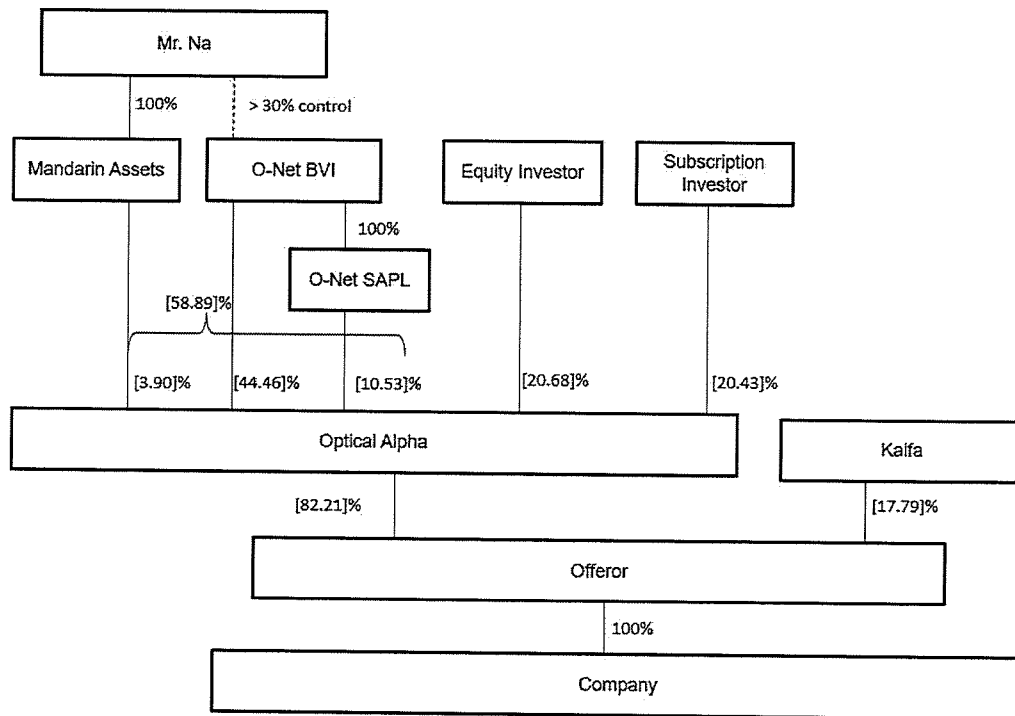 Mr. Na
100%
> 30% control
Mandarin Assets
O-Net BVI
Equity Investor
Subscription
Investor
100%
O-Net SAPL
[58.89]%
[3.90]%
[44.46]%
[10.53]%
[20.68]%
[20.43]%
Optical Alpha
Kaifa
[82.21]%
[17.79]%
Offeror
100%
Company